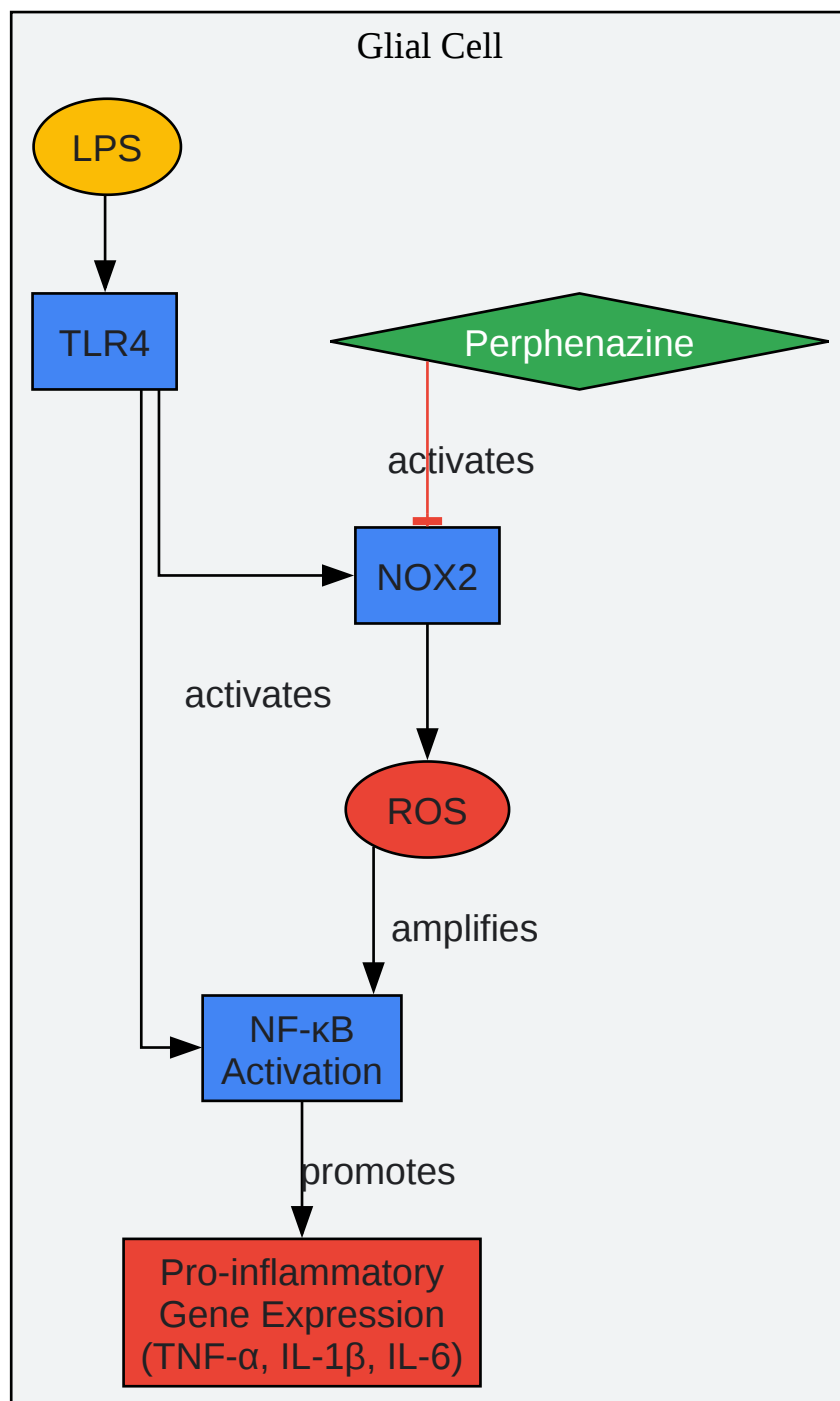 Glial Cell
LPS
TLR4
Perphenazine
activates
NOX2
activates
ROS
amplifies
NF-κB
Activation
promotes
Pro-inflammatory
Gene Expression
(TNF-α, IL-1β, IL-6)